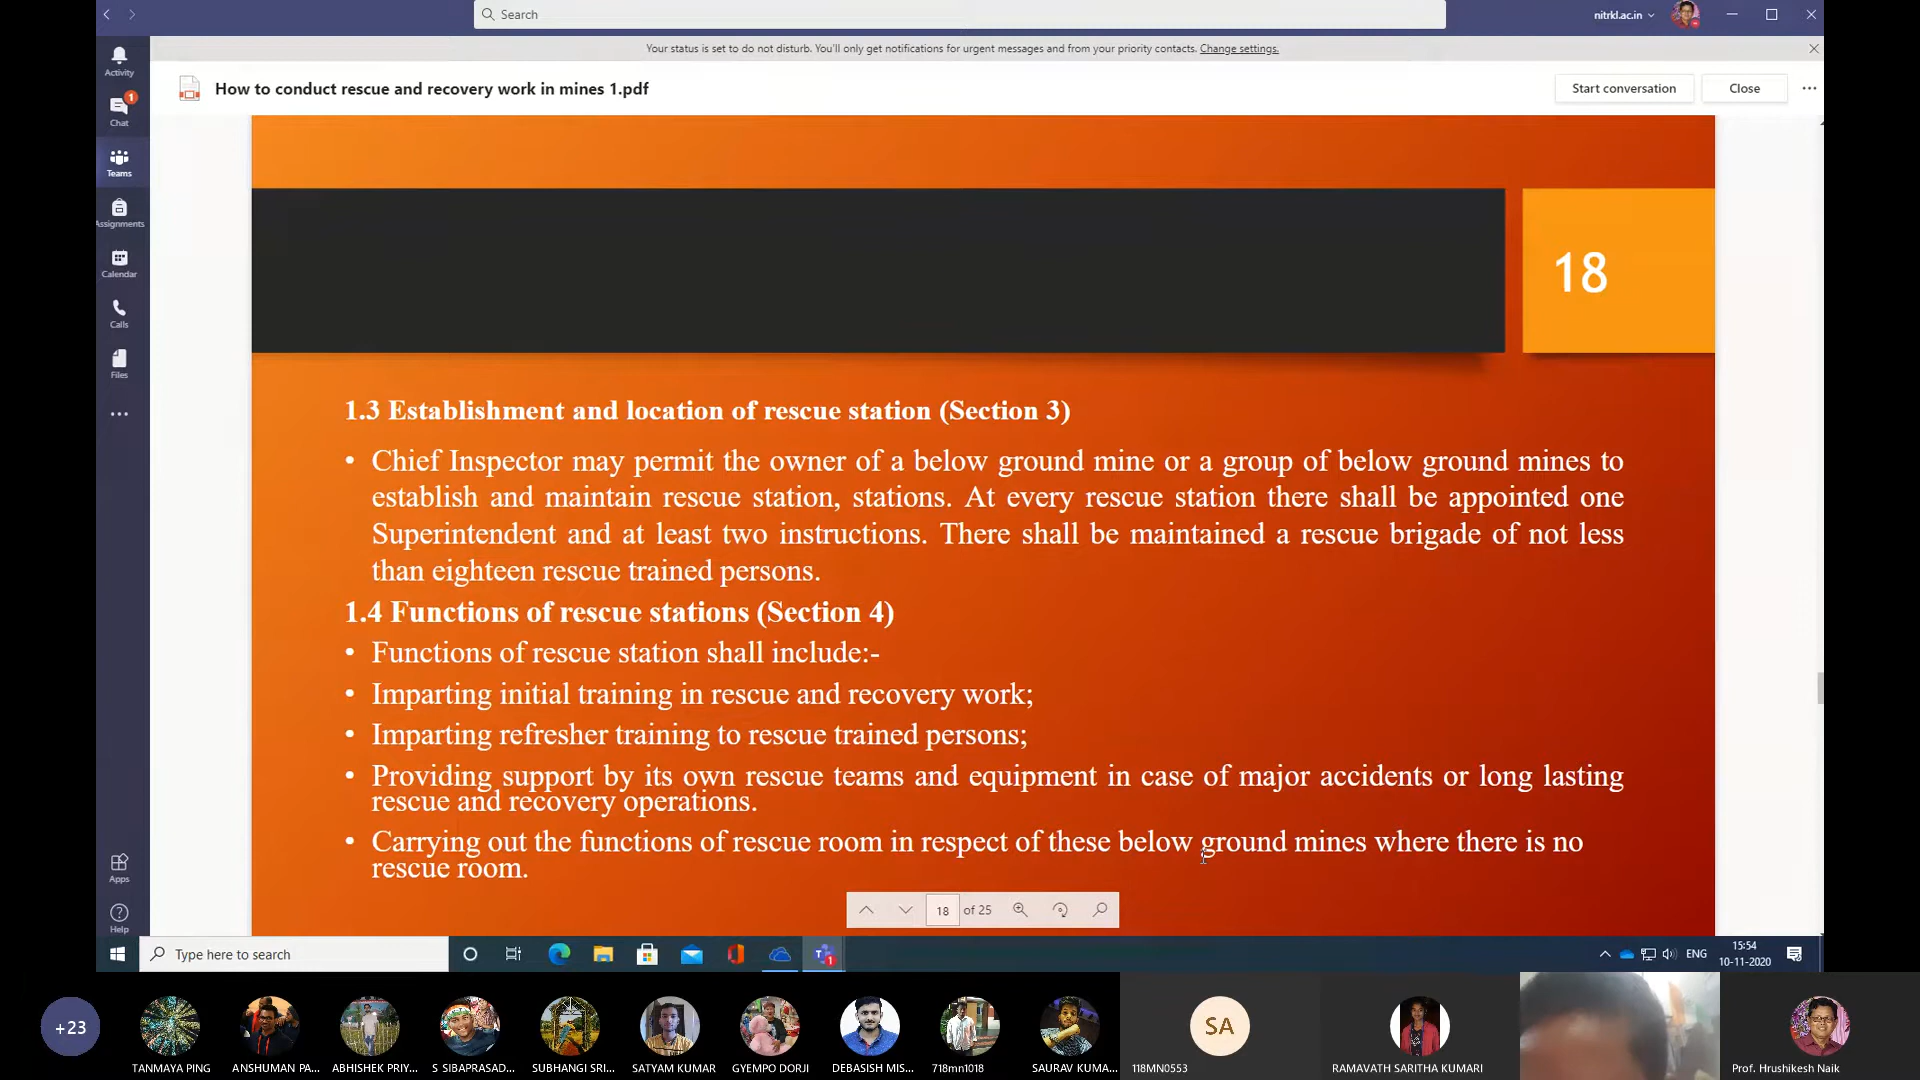 Search
nitrkl.ac.in
Your status is set to do not disturb. You'll only get notifications for urgent messages and from your priority contacts. Change settings.
Activity
Chat
1
Teams
Assignments
Calendar
Calls
Files
Apps
Help
How to conduct rescue and recovery work in mines 1.pdf
Start conversation
Close
18
1.3 Establishment and location of rescue station (Section 3)
• Chief Inspector may permit the owner of a below ground mine or a group of below ground mines to
establish and maintain rescue station, stations. At every rescue station there shall be appointed one
Superintendent and at least two instructions. There shall be maintained a rescue brigade of not less
than eighteen rescue trained persons.
1.4 Functions of rescue stations (Section 4)
• Functions of rescue station shall include:-
• Imparting initial training in rescue and recovery work;
• Imparting refresher training to rescue trained persons;
• Providing support by its own rescue teams and equipment in case of major accidents or long lasting
rescue and recovery operations.
• Carrying out the functions of rescue room in respect of these below ground mines where there is no
rescue room.
18 of 25
Type here to search
1
ENG
15:54
10-11-2020
+23
TANMAYA PING
ANSHUMAN PA...
ABHISHEK PRIY...
S SIBAPRASAD...
SUBHANGI SRI...
SATYAM KUMAR
GYEMPO DORJI
DEBASISH MIS...
718mn1018
SAURAV KUMA...
SA
118MN0553
RAMAVATH SARITHA KUMARI
Prof. Hrushikesh Naik